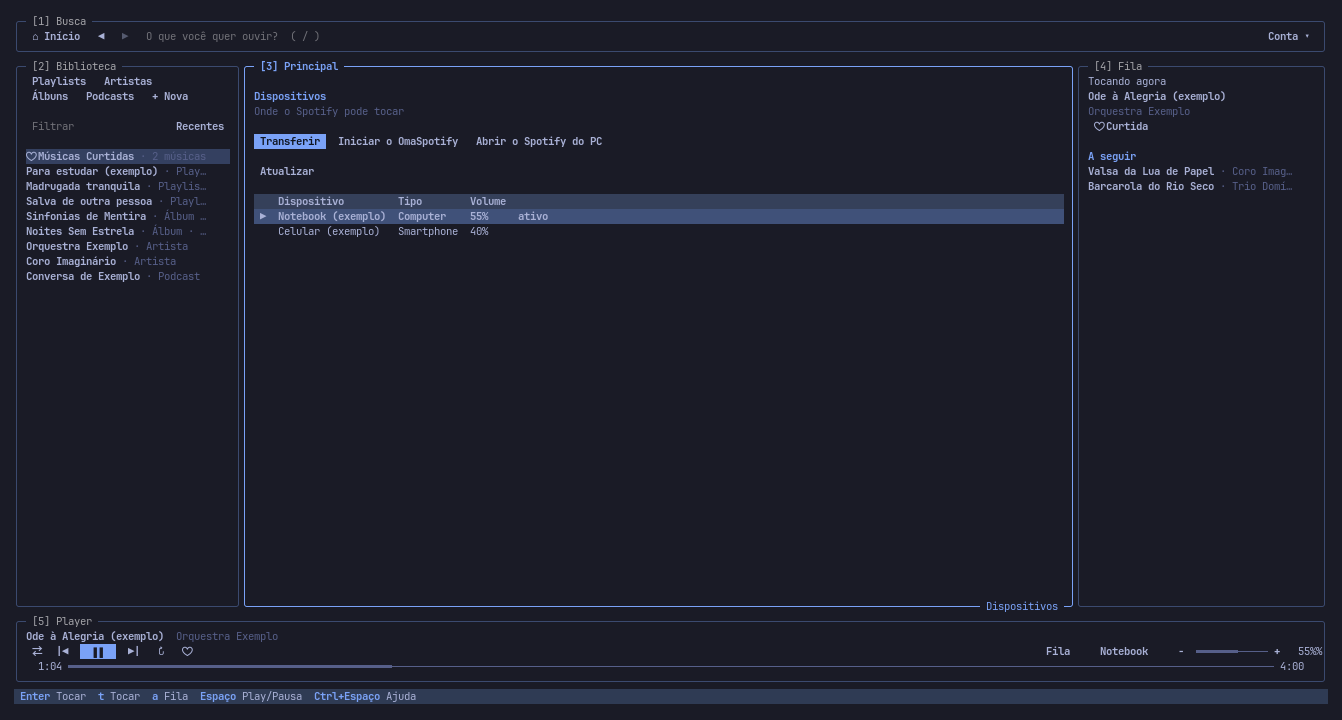 [1] Busca
⌂ Início ◀ ▶ O que você quer ouvir? ( / ) Conta ▾
[2] Biblioteca
Playlists Artistas
Álbuns Podcasts + Nova
Filtrar Recentes
♡Músicas Curtidas · 2 músicas
Para estudar (exemplo) · Play…
Madrugada tranquila · Playlis…
Salva de outra pessoa · Playl…
Sinfonias de Mentira · Álbum …
Noites Sem Estrela · Álbum · …
Orquestra Exemplo · Artista
Coro Imaginário · Artista
Conversa de Exemplo · Podcast
[3] Principal
Dispositivos
Onde o Spotify pode tocar
Transferir Iniciar o OmaSpotify Abrir o Spotify do PC
Atualizar
Dispositivo Tipo Volume
▶ Notebook (exemplo) Computer 55% ativo
Celular (exemplo) Smartphone 40%
Dispositivos
[4] Fila
Tocando agora
Ode à Alegria (exemplo)
Orquestra Exemplo
♡Curtida
A seguir
Valsa da Lua de Papel · Coro Imag…
Barcarola do Rio Seco · Trio Domí…
[5] Player
Ode à Alegria (exemplo) Orquestra Exemplo
Fila Notebook - + 55%%
1:04 4:00
Enter Tocar t Tocar a Fila Espaço Play/Pausa Ctrl+Espaço Ajuda